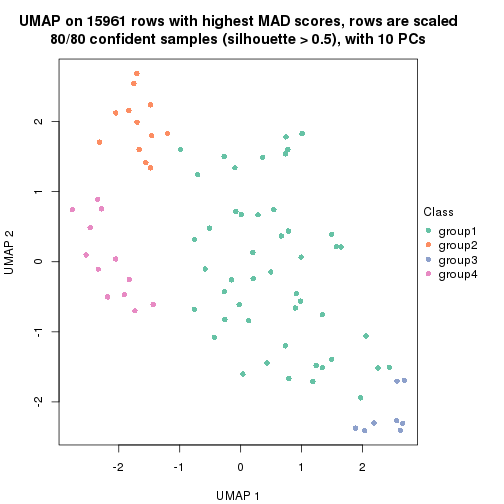 UMAP on 15961 rows with highest MAD scores, rows are scaled
80/80 confident samples (silhouette > 0.5), with 10 PCs
Class
group1
group2
group3
group4
UMAP 2
2
1
0
-1
-2
-2
-1
0
1
2
UMAP 1